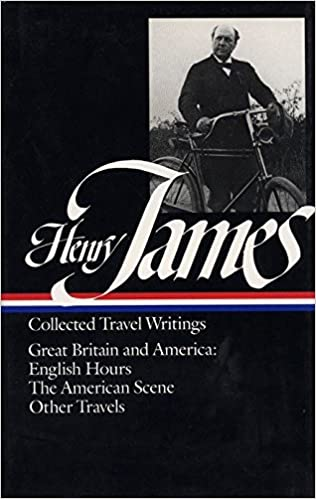 Henry James
Collected Travel Writings
Great Britain and America:
English Hours
The American Scene
Other Travels